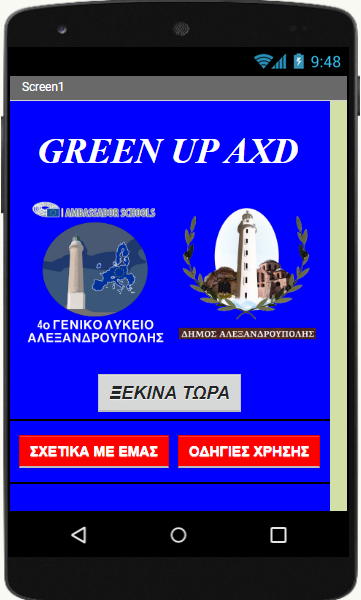 9:48
Screen1
GREEN UP AXD
AMBASSADOR SCHOOLS
4ο ΓΕΝΙΚΟ ΛΥΚΕΙΟ
ΑΛΕΞΑΝΔΡΟΥΠΟΛΗΣ
ΔΗΜΟΣ ΑΛΕΞΑΝΔΡΟΥΠΟΛΗΣ
ΞΕΚΙΝΑ ΤΩΡΑ
ΣΧΕΤΙΚΑ ΜΕ ΕΜΑΣ
ΟΔΗΓΙΕΣ ΧΡΗΣΗΣ